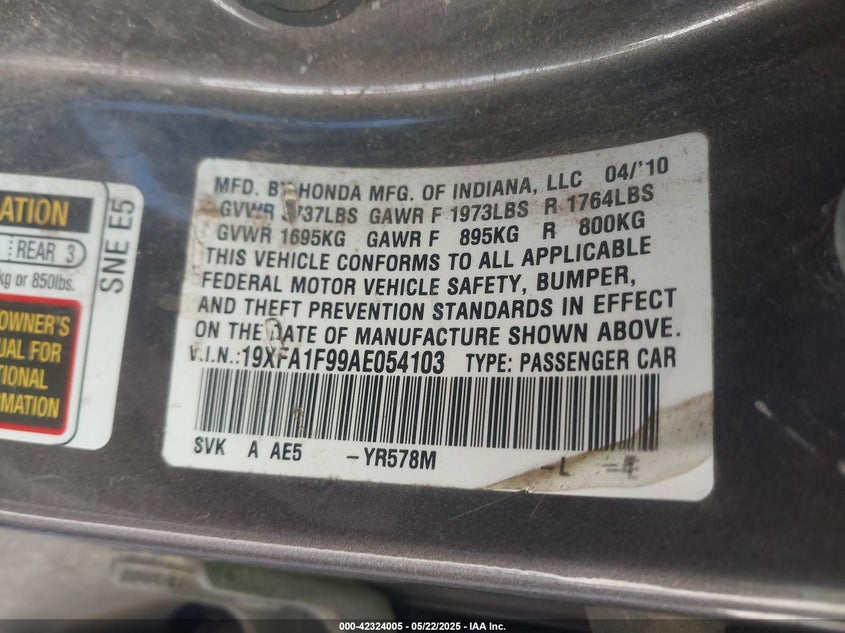 MFD. BY HONDA MFG. OF INDIANA, LLC 04/'10
GVWR 3737LBS GAWR F 1973LBS R 1764LBS
GVWR 1695KG GAWR F 895KG R 800KG
THIS VEHICLE CONFORMS TO ALL APPLICABLE
FEDERAL MOTOR VEHICLE SAFETY, BUMPER,
AND THEFT PREVENTION STANDARDS IN EFFECT
ON THE DATE OF MANUFACTURE SHOWN ABOVE.
V.I.N.:19XFA1F99AE054103 TYPE: PASSENGER CAR
SVK A AE5 -YR578M -L
ATION
REAR 3
kg or 850lbs.
OWNER'S
UAL FOR
TIONAL
RMATION
SNE E5
000-42324005 - 05/22/2025 - IAA Inc.